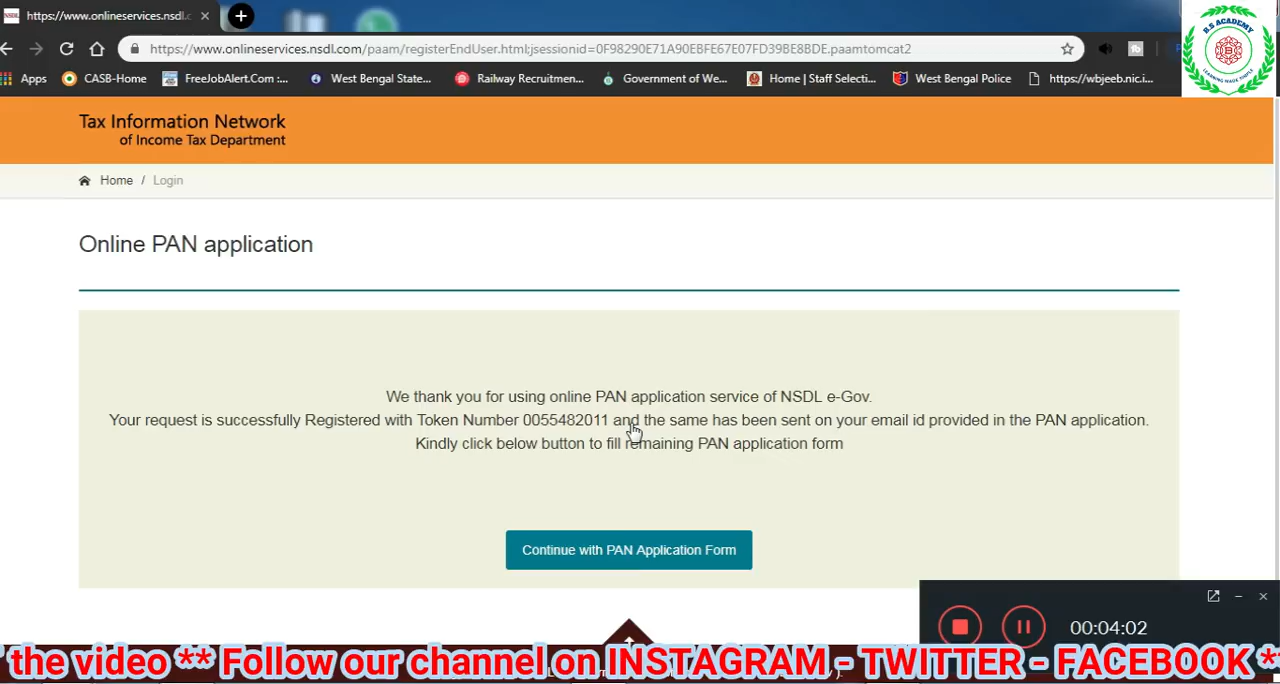 https://www.onlineservices.nsdl.c
https://www.onlineservices.nsdl.com/paam/registerEndUser.html;jsessionid=0F98290E71A90EBFE67E07FD39BE8BDE.paamtomcat2
Apps CASB-Home FreeJobAlert.Com :... West Bengal State... Railway Recruitmen... Government of We... Home | Staff Selecti... West Bengal Police https://wbjeeb.nic.i...
B.S ACADEMY
LEARNING MADE SIMPLE
Tax Information Network
of Income Tax Department
Home / Login
Online PAN application
We thank you for using online PAN application service of NSDL e-Gov.
Your request is successfully Registered with Token Number 0055482011 and the same has been sent on your email id provided in the PAN application.
Kindly click below button to fill remaining PAN application form
Continue with PAN Application Form
00:04:02
the video ** Follow our channel on INSTAGRAM - TWITTER - FACEBOOK **